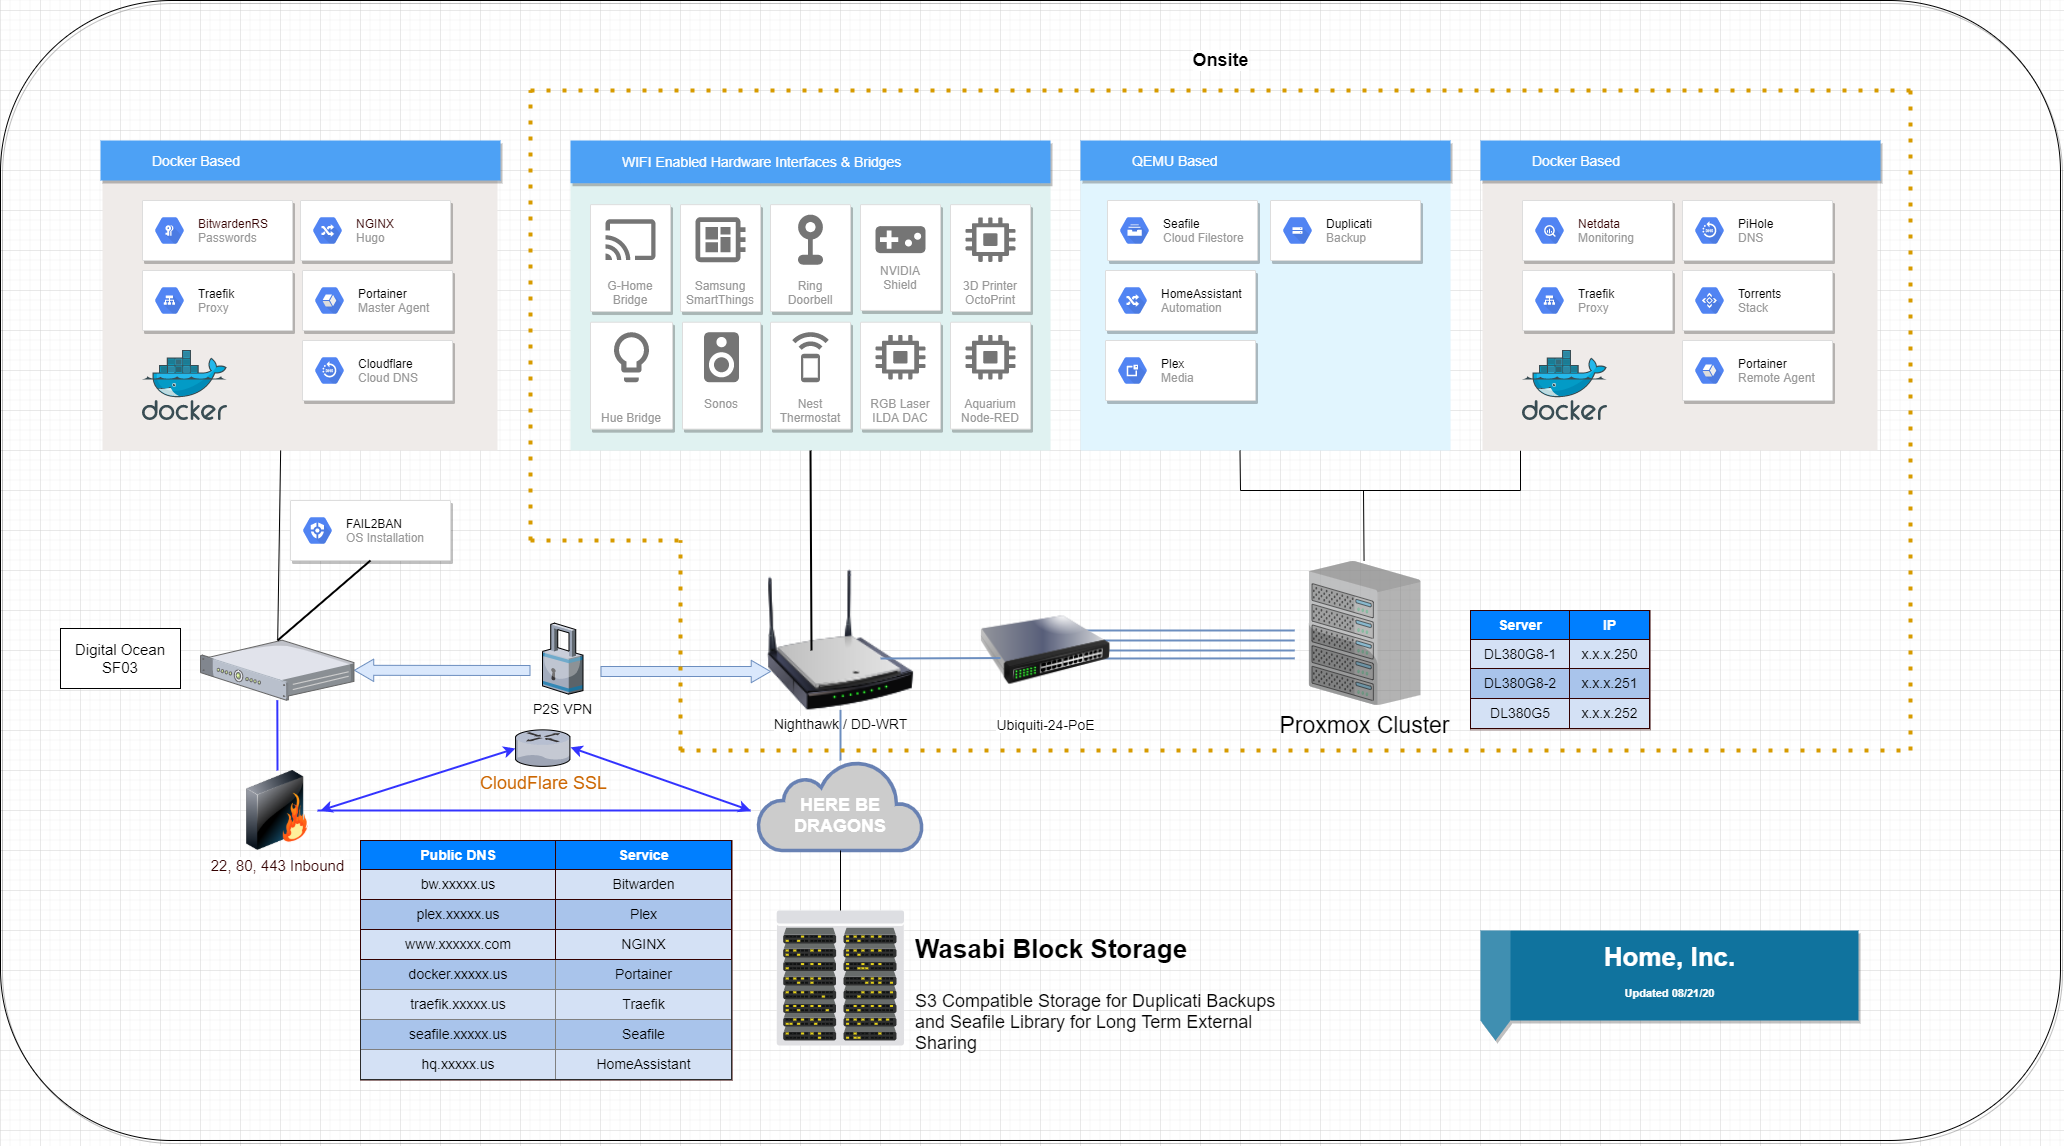 Onsite
Docker Based
BitwardenRS
Passwords
NGINX
Hugo
Traefik
Proxy
Portainer
Master Agent
Cloudflare
Cloud DNS
docker
WIFI Enabled Hardware Interfaces & Bridges
G-Home
Bridge
Samsung
SmartThings
Ring
Doorbell
NVIDIA
Shield
3D Printer
OctoPrint
Hue Bridge
Sonos
Nest
Thermostat
RGB Laser
ILDA DAC
Aquarium
Node-RED
QEMU Based
Seafile
Cloud Filestore
Duplicati
Backup
HomeAssistant
Automation
Plex
Media
Docker Based
Netdata
Monitoring
PiHole
DNS
Traefik
Proxy
Torrents
Stack
Portainer
Remote Agent
docker
FAIL2BAN
OS Installation
Digital Ocean
SF03
P2S VPN
Nighthawk / DD-WRT
Ubiquiti-24-PoE
Proxmox Cluster
Server IP
DL380G8-1 x.x.x.250
DL380G8-2 x.x.x.251
DL380G5 x.x.x.252
CloudFlare SSL
HERE BE
DRAGONS
22, 80, 443 Inbound
Public DNS Service
bw.xxxxx.us Bitwarden
plex.xxxxx.us Plex
www.xxxxxx.com NGINX
docker.xxxxx.us Portainer
traefik.xxxxx.us Traefik
seafile.xxxxx.us Seafile
hq.xxxxx.us HomeAssistant
Wasabi Block Storage
S3 Compatible Storage for Duplicati Backups
and Seafile Library for Long Term External
Sharing
Home, Inc.
Updated 08/21/20